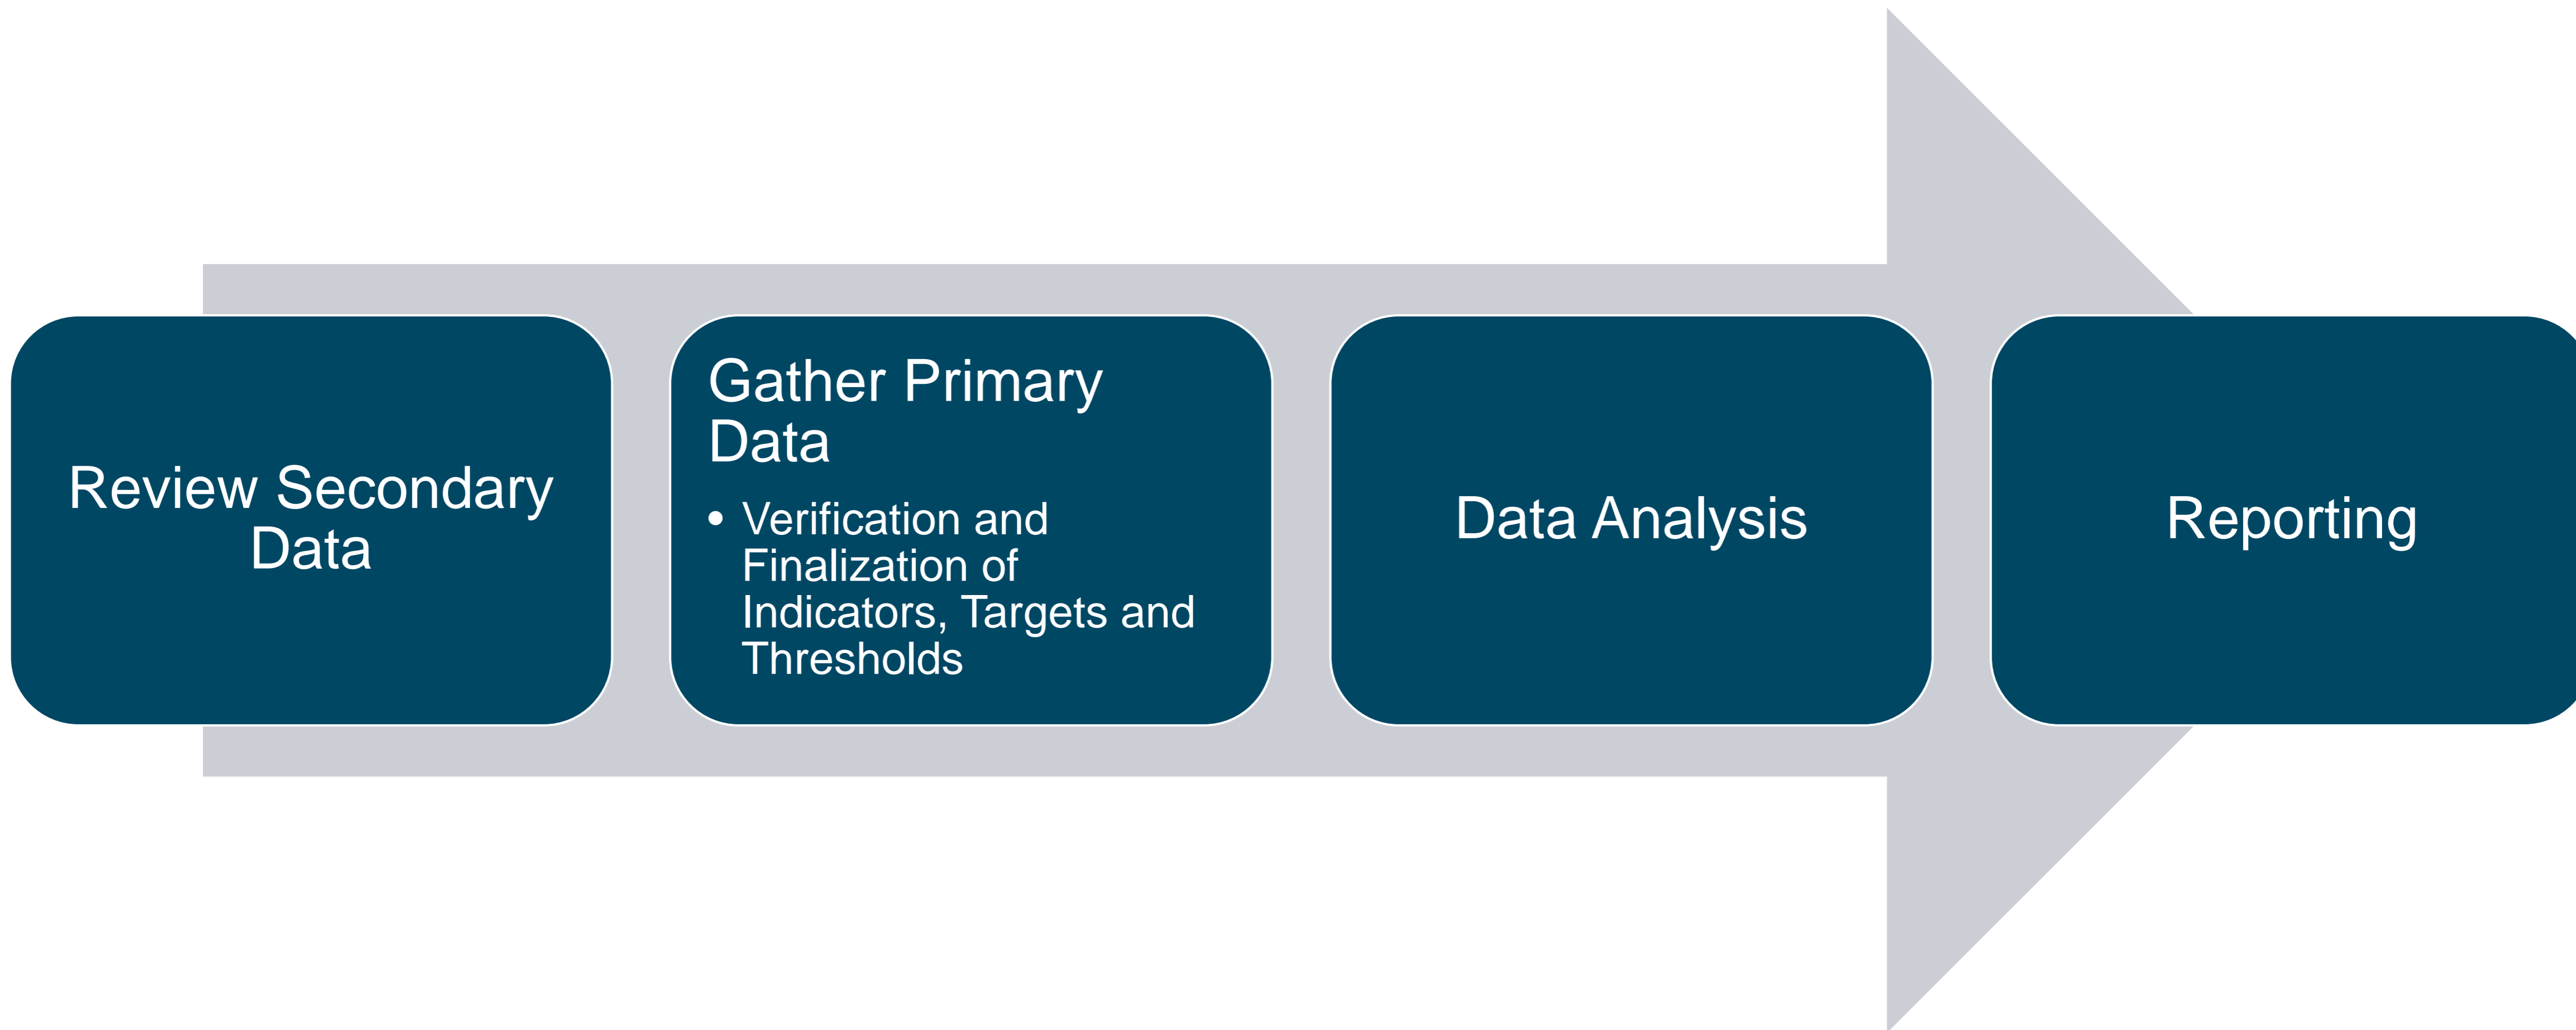 Review Secondary
Data
Gather Primary
Data
• Verification and
Finalization of
Indicators, Targets and
Thresholds
Data Analysis
Reporting